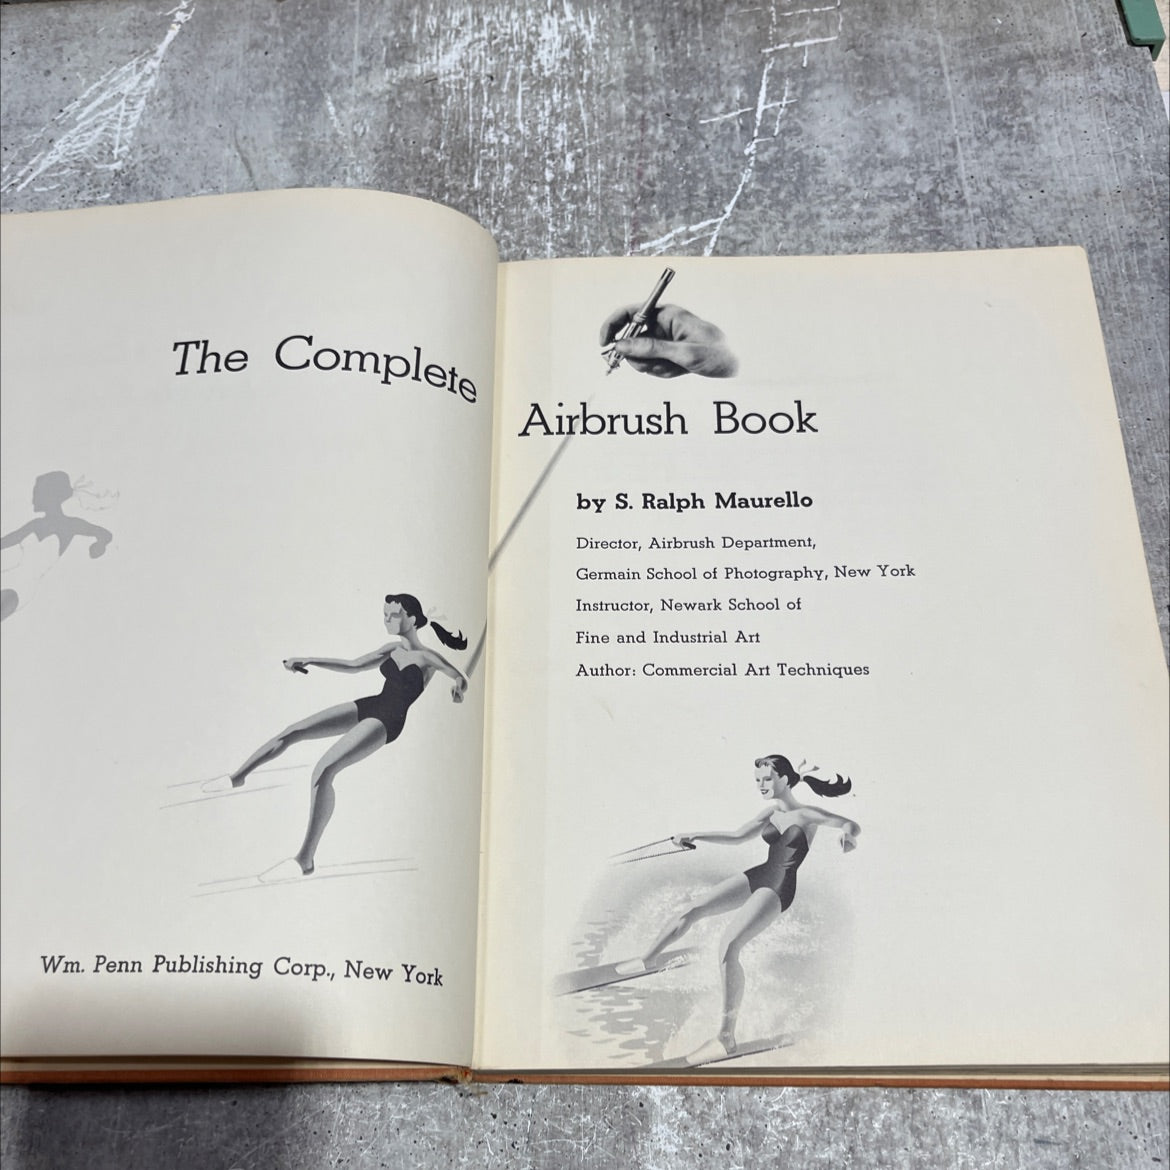 The Complete
Airbrush Book
by S. Ralph Maurello
Director, Airbrush Department,
Germain School of Photography, New York
Instructor, Newark School of
Fine and Industrial Art
Author: Commercial Art Techniques
Wm. Penn Publishing Corp., New York